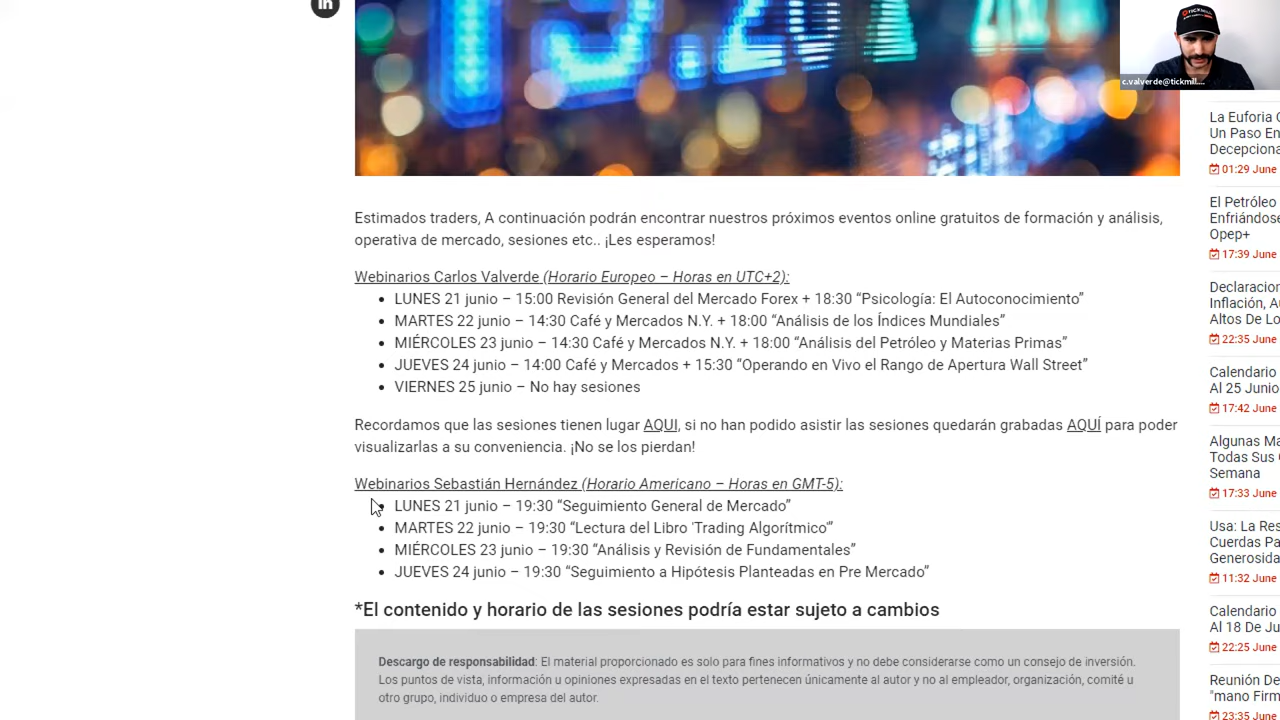 in
TICKMILL
c.valverde@tickmill....
Estimados traders, A continuación podrán encontrar nuestros próximos eventos online gratuitos de formación y análisis,
operativa de mercado, sesiones etc.. ¡Les esperamos!
Webinarios Carlos Valverde (Horario Europeo – Horas en UTC+2):
• LUNES 21 junio – 15:00 Revisión General del Mercado Forex + 18:30 “Psicología: El Autoconocimiento”
• MARTES 22 junio – 14:30 Café y Mercados N.Y. + 18:00 “Análisis de los Índices Mundiales”
• MIÉRCOLES 23 junio – 14:30 Café y Mercados N.Y. + 18:00 “Análisis del Petróleo y Materias Primas”
• JUEVES 24 junio – 14:00 Café y Mercados + 15:30 “Operando en Vivo el Rango de Apertura Wall Street”
• VIERNES 25 junio – No hay sesiones
Recordamos que las sesiones tienen lugar AQUI, si no han podido asistir las sesiones quedarán grabadas AQUÍ para poder
visualizarlas a su conveniencia. ¡No se los pierdan!
Webinarios Sebastián Hernández (Horario Americano – Horas en GMT-5):
• LUNES 21 junio – 19:30 “Seguimiento General de Mercado”
• MARTES 22 junio – 19:30 “Lectura del Libro 'Trading Algorítmico'”
• MIÉRCOLES 23 junio – 19:30 “Análisis y Revisión de Fundamentales”
• JUEVES 24 junio – 19:30 “Seguimiento a Hipótesis Planteadas en Pre Mercado”
*El contenido y horario de las sesiones podría estar sujeto a cambios
Descargo de responsabilidad: El material proporcionado es solo para fines informativos y no debe considerarse como un consejo de inversión.
Los puntos de vista, información u opiniones expresadas en el texto pertenecen únicamente al autor y no al empleador, organización, comité u
otro grupo, individuo o empresa del autor.
La Euforia
Un Paso En
Decepciona
01:29 June
El Petróleo
Enfriándose
Opep+
17:39 June
Declaracion
Inflación, A
Altos De Lo
22:35 June
Calendario
Al 25 Junio
17:42 June
Algunas Ma
Todas Sus
Semana
17:33 June
Usa: La Res
Cuerdas Pa
Generosida
11:32 June
Calendario
Al 18 De Ju
22:25 June
Reunión De
"mano Firm
23:35 June